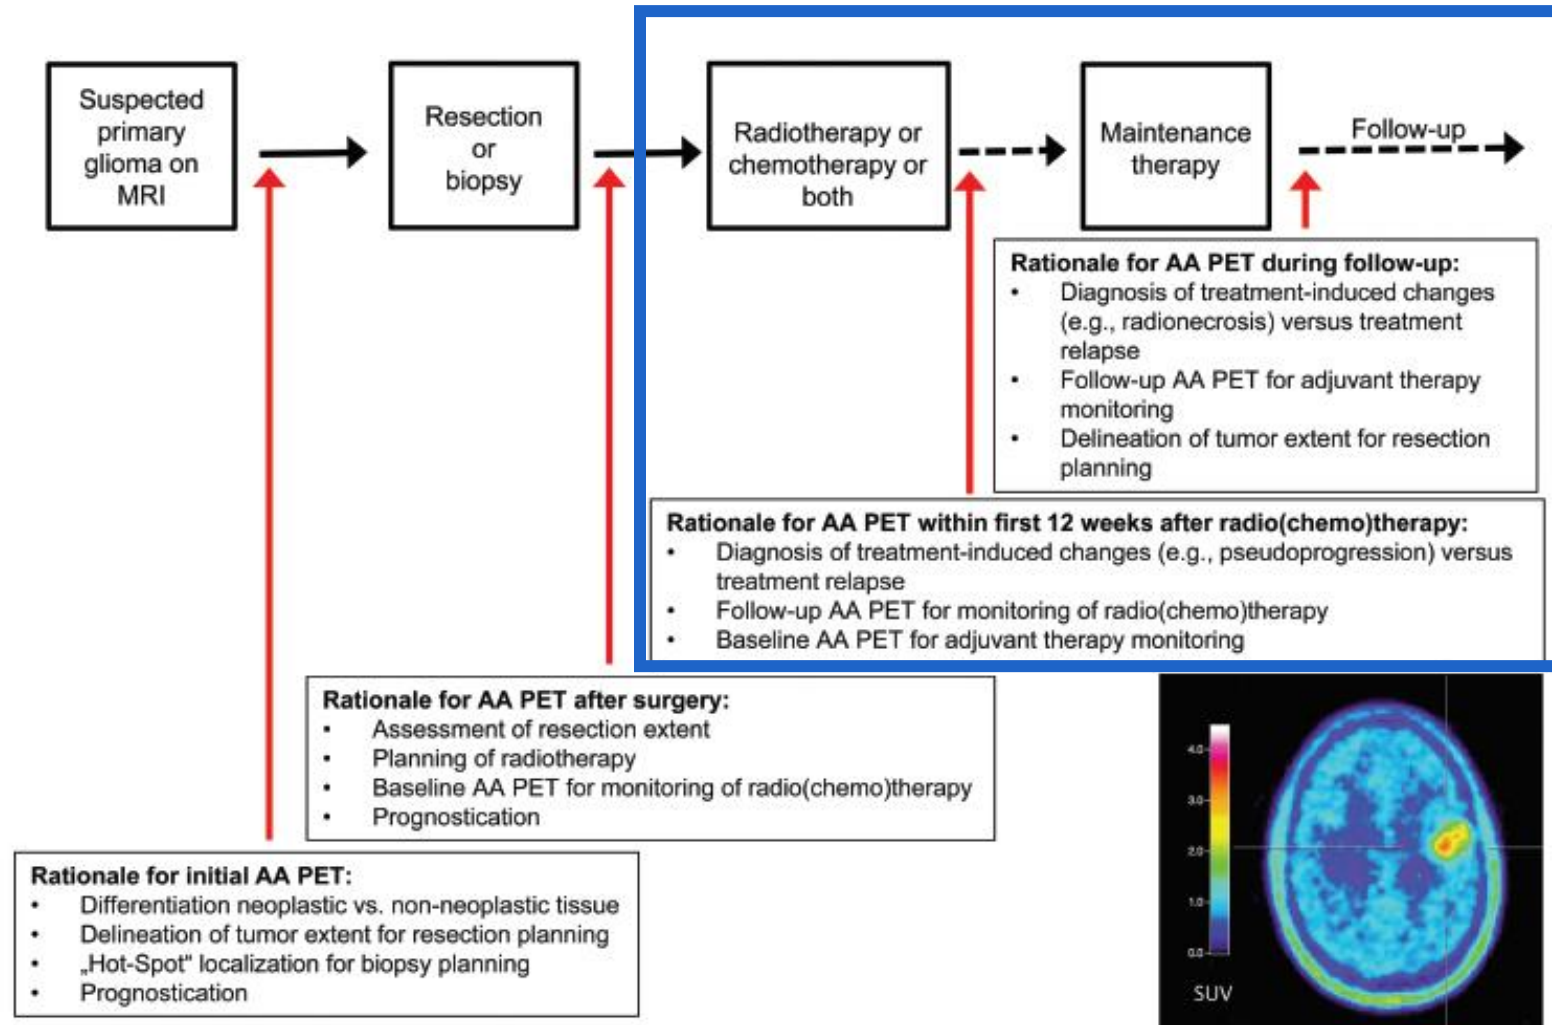 Suspected
primary
glioma on
MRI
Resection
or
biopsy
Radiotherapy or
chemotherapy or
both
Maintenance
therapy
Follow-up
Rationale for AA PET during follow-up:
• Diagnosis of treatment-induced changes
(e.g., radionecrosis) versus treatment
relapse
• Follow-up AA PET for adjuvant therapy
monitoring
• Delineation of tumor extent for resection
planning
Rationale for AA PET within first 12 weeks after radio(chemo)therapy:
• Diagnosis of treatment-induced changes (e.g., pseudoprogression) versus
treatment relapse
• Follow-up AA PET for monitoring of radio(chemo)therapy
• Baseline AA PET for adjuvant therapy monitoring
Rationale for AA PET after surgery:
• Assessment of resection extent
• Planning of radiotherapy
• Baseline AA PET for monitoring of radio(chemo)therapy
• Prognostication
Rationale for initial AA PET:
• Differentiation neoplastic vs. non-neoplastic tissue
• Delineation of tumor extent for resection planning
• „Hot-Spot“ localization for biopsy planning
• Prognostication
4.0
3.0
2.0
1.0
0.0
SUV